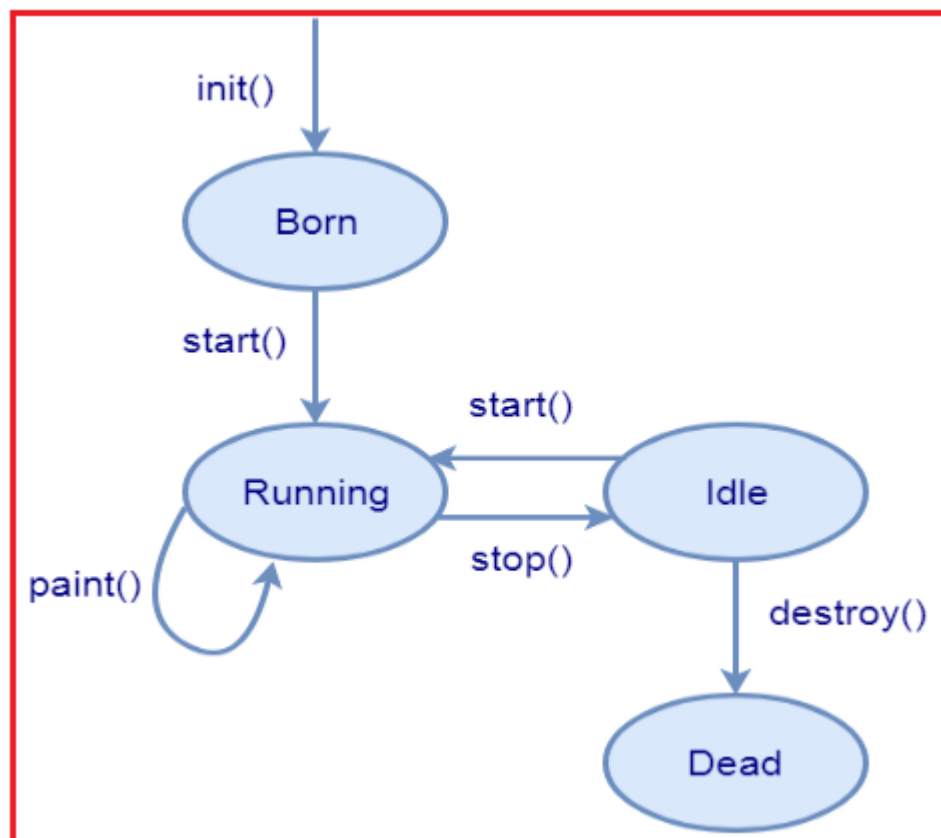 init()
Born
start()
start()
Running
Idle
stop()
paint()
destroy()
Dead